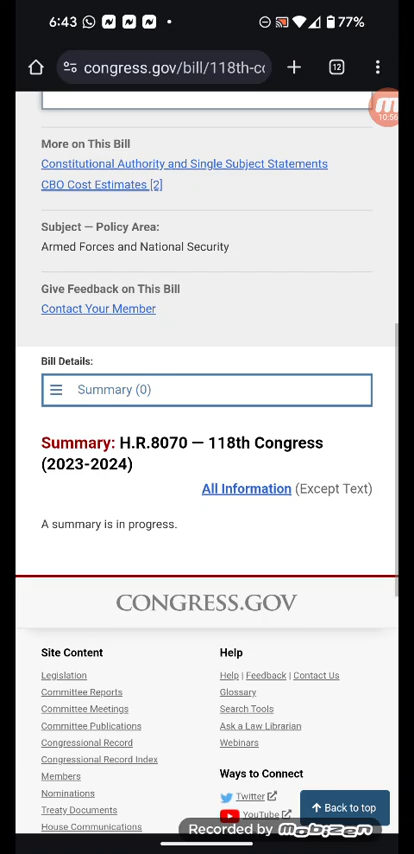 6:43 77%
congress.gov/bill/118th-cc 12
10:56
More on This Bill
Constitutional Authority and Single Subject Statements
CBO Cost Estimates [2]
Subject — Policy Area:
Armed Forces and National Security
Give Feedback on This Bill
Contact Your Member
Bill Details:
Summary (0)
Summary: H.R.8070 — 118th Congress
(2023-2024)
All Information (Except Text)
A summary is in progress.
CONGRESS.GOV
Site Content
Legislation
Committee Reports
Committee Meetings
Committee Publications
Congressional Record
Congressional Record Index
Members
Nominations
Treaty Documents
House Communications
Help
Help | Feedback | Contact Us
Glossary
Search Tools
Ask a Law Librarian
Webinars
Ways to Connect
Twitter
YouTube
Back to top
Recorded by mobizen